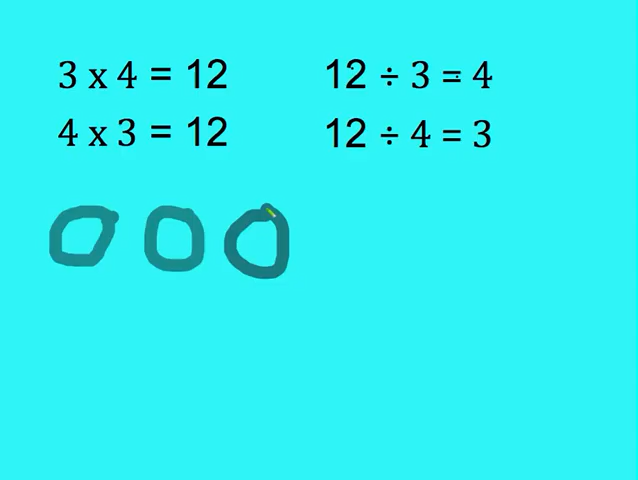 3 x 4 = 12
12 ÷ 3 = 4
4 x 3 = 12
12 ÷ 4 = 3